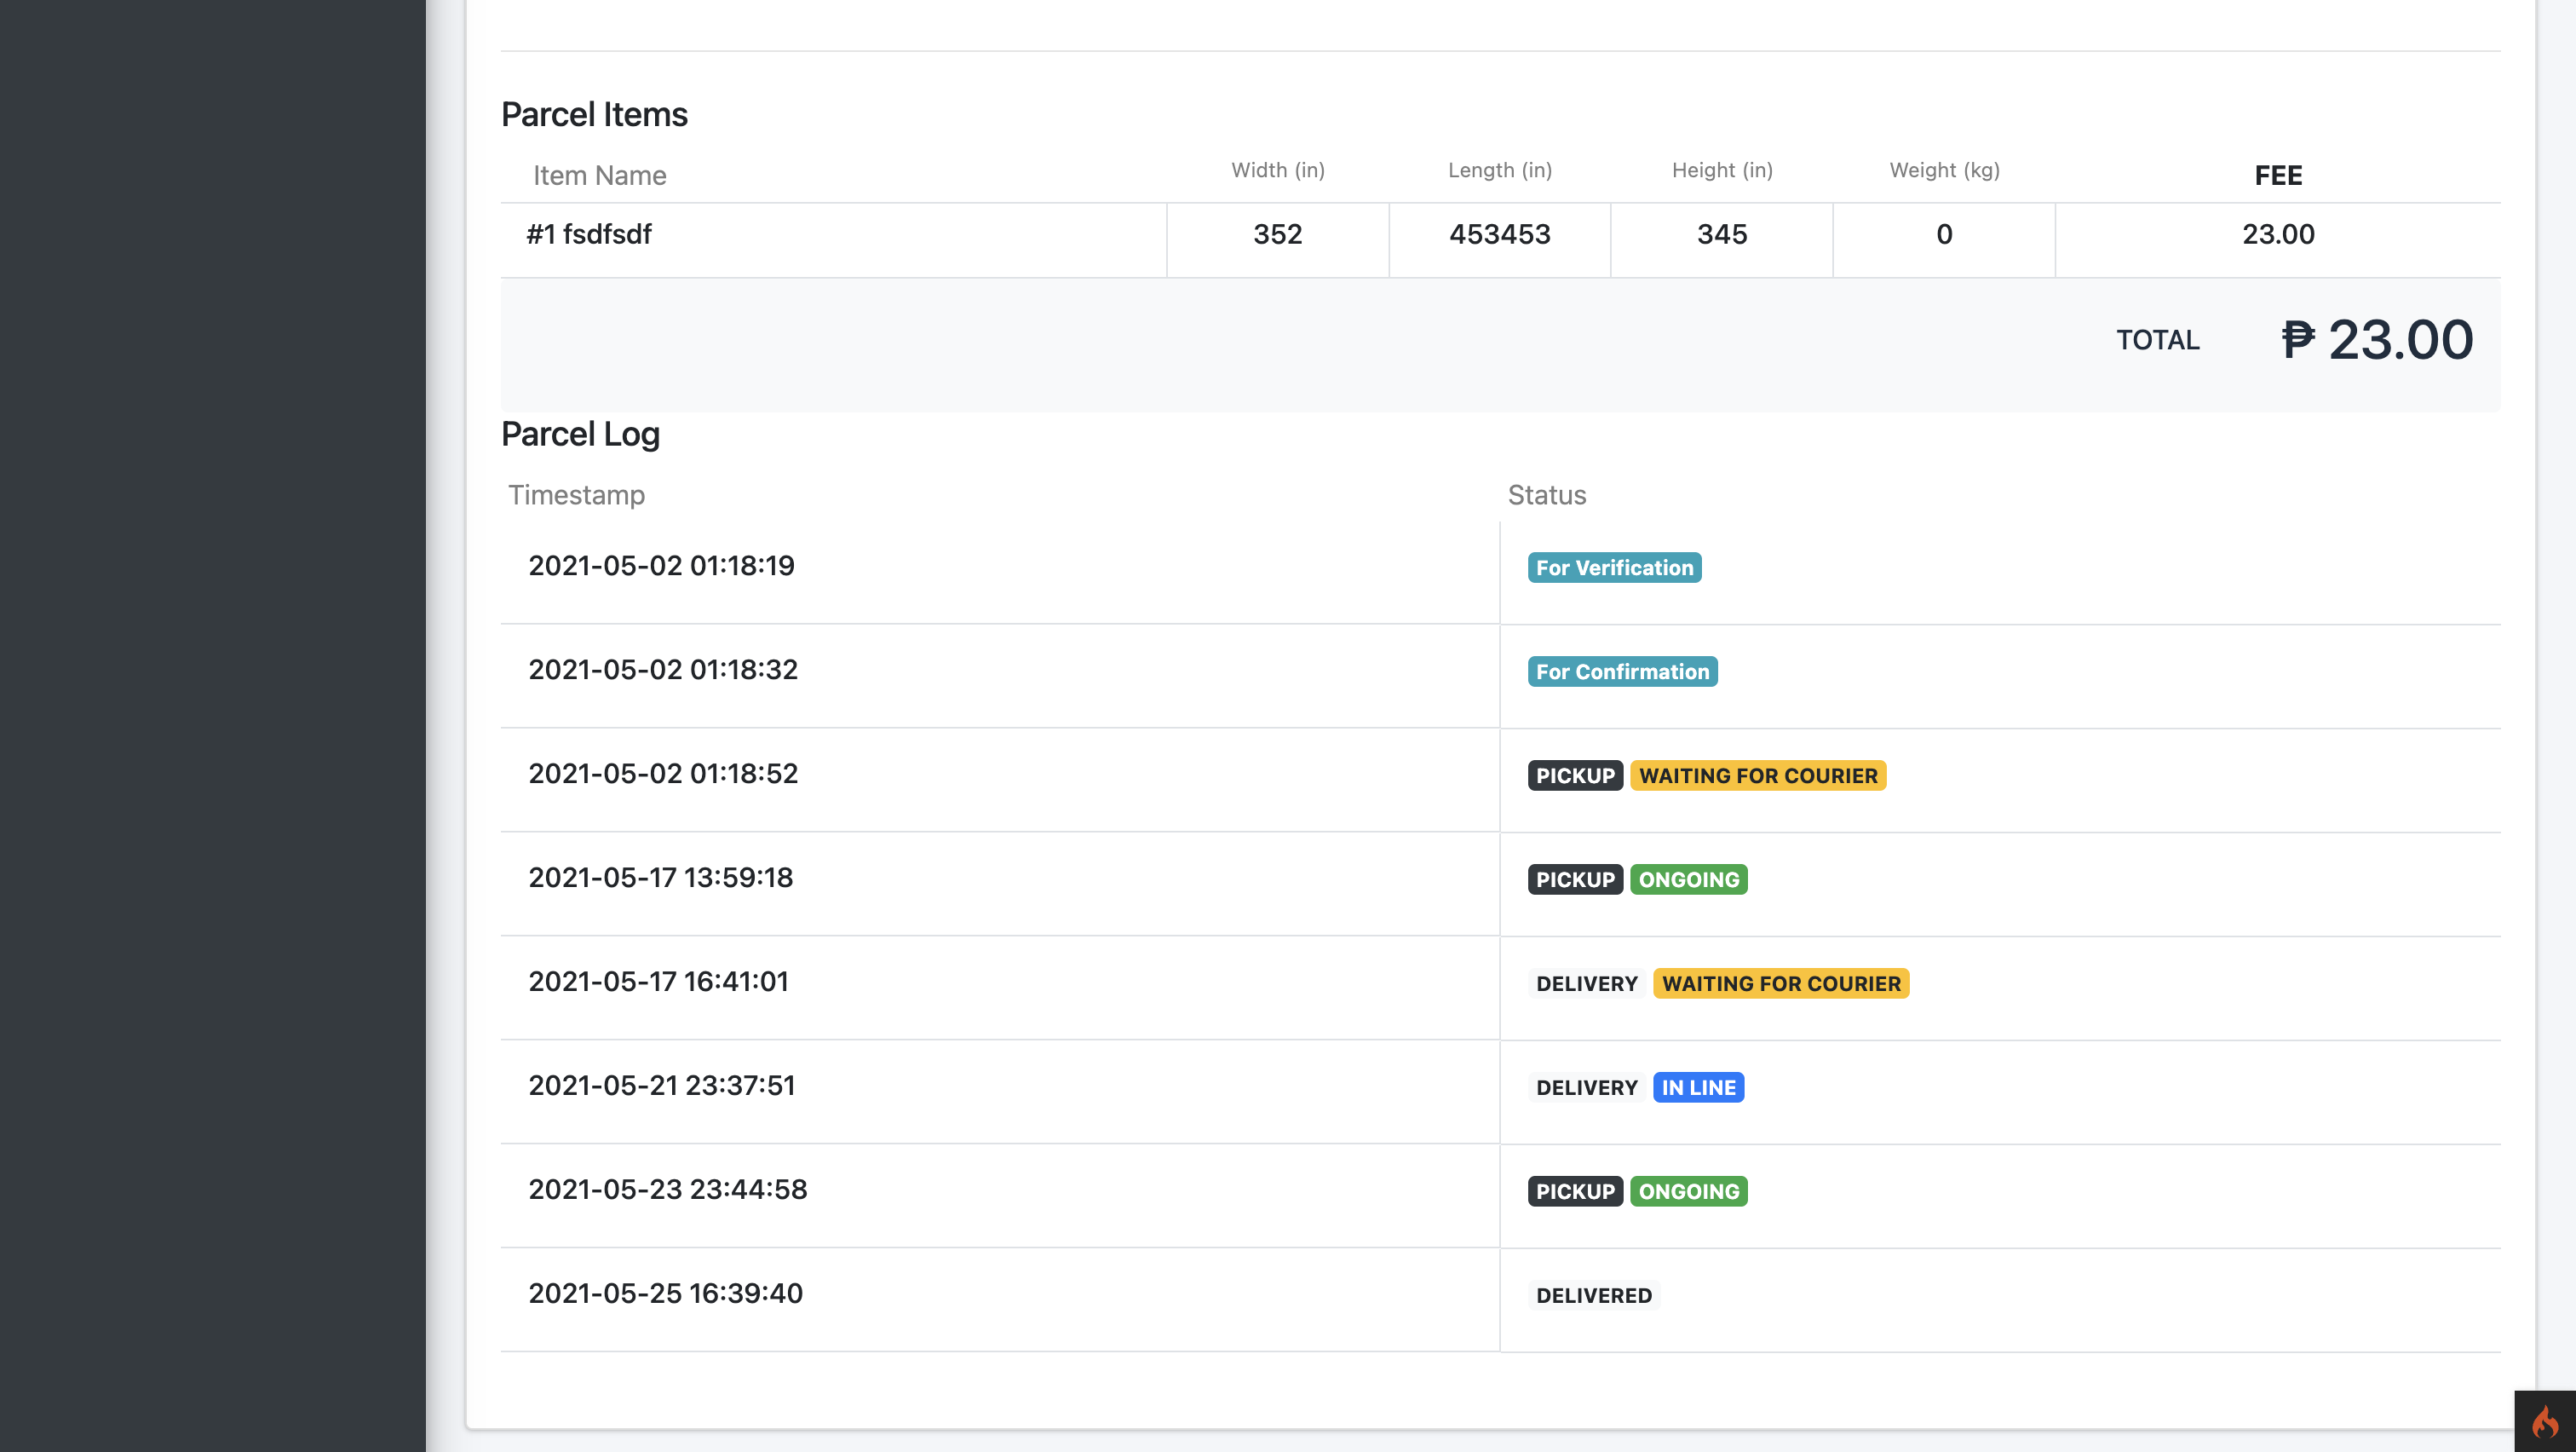 Parcel Items
Item Name Width (in) Length (in) Height (in) Weight (kg) FEE
#1 fsdfsdf 352 453453 345 0 23.00
TOTAL ₱ 23.00
Parcel Log
Timestamp Status
2021-05-02 01:18:19 For Verification
2021-05-02 01:18:32 For Confirmation
2021-05-02 01:18:52 PICKUP WAITING FOR COURIER
2021-05-17 13:59:18 PICKUP ONGOING
2021-05-17 16:41:01 DELIVERY WAITING FOR COURIER
2021-05-21 23:37:51 DELIVERY IN LINE
2021-05-23 23:44:58 PICKUP ONGOING
2021-05-25 16:39:40 DELIVERED